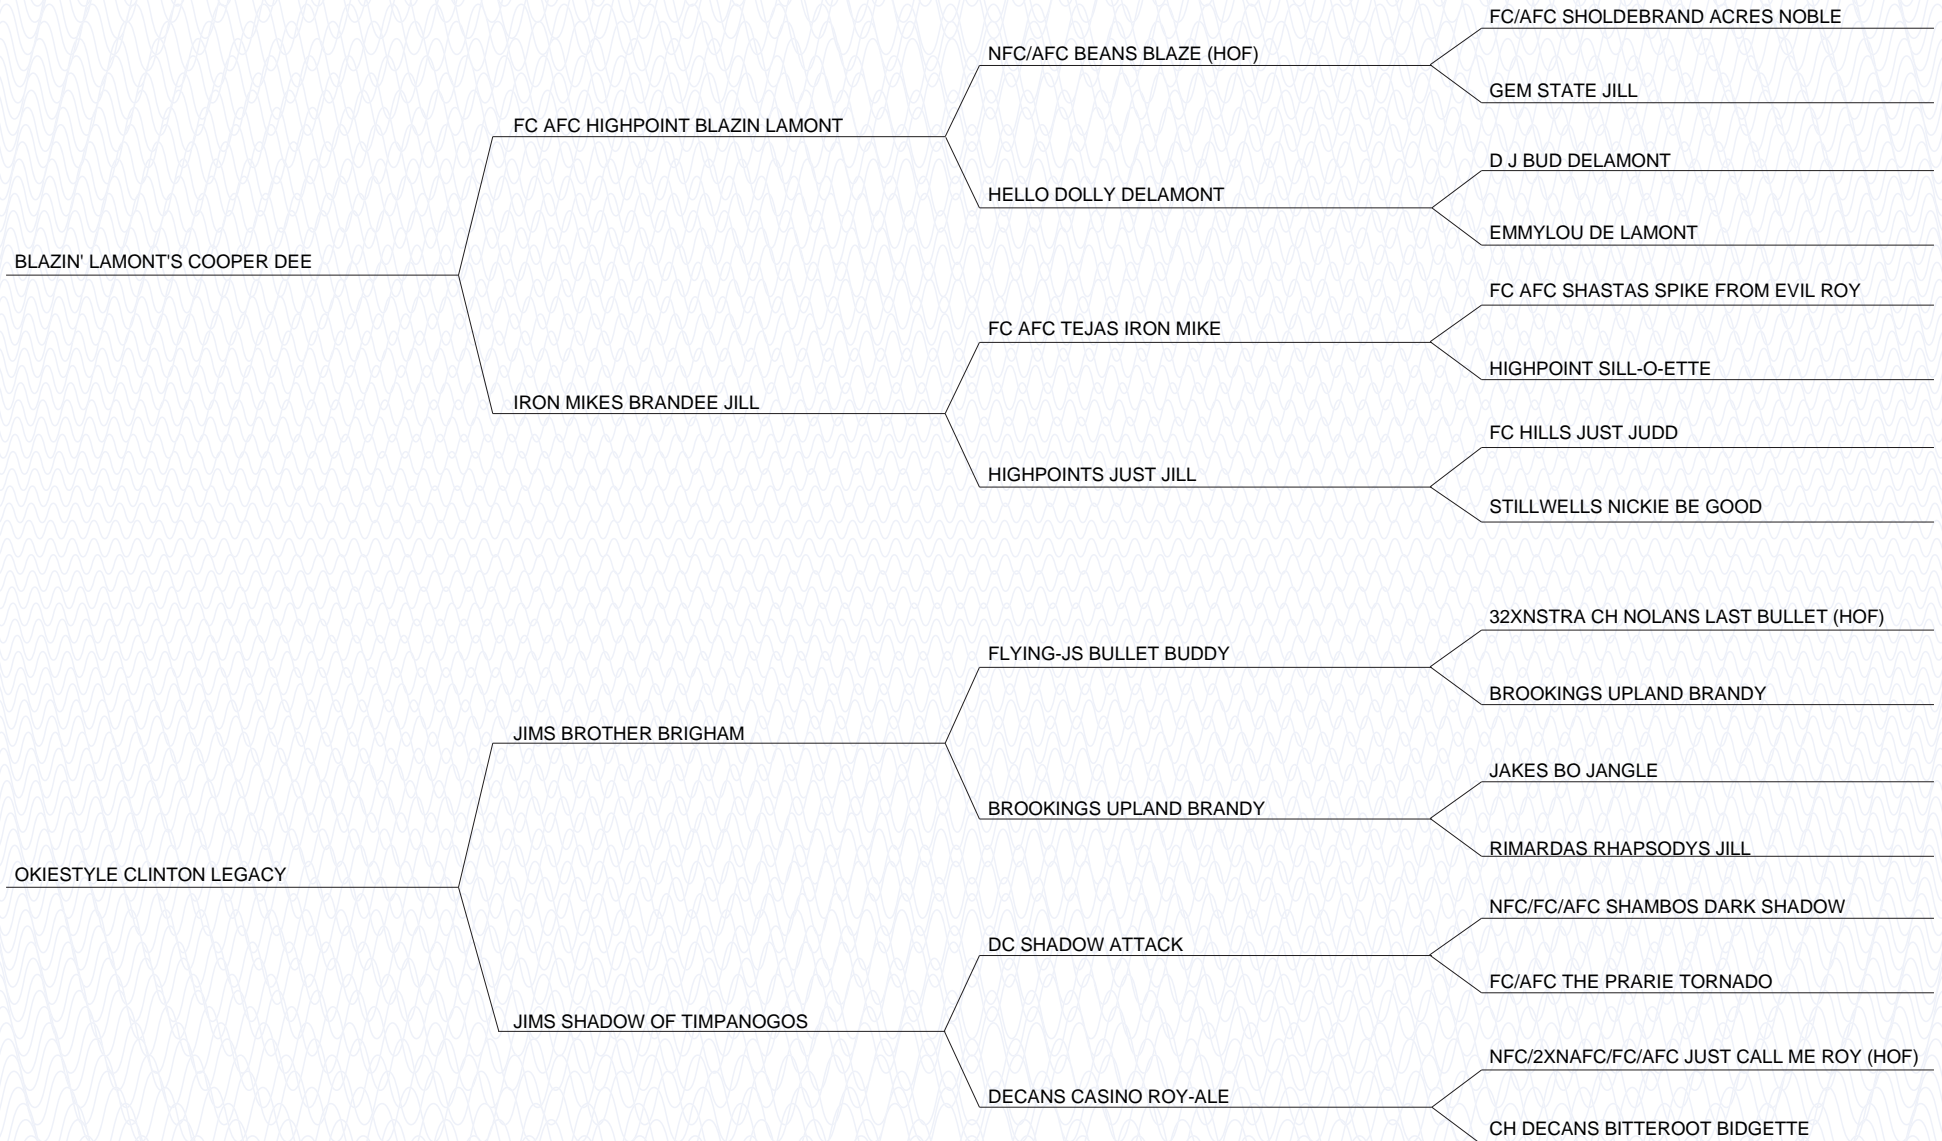 FC/AFC SHOLDEBRAND ACRES NOBLE
NFC/AFC BEANS BLAZE (HOF)
GEM STATE JILL
FC AFC HIGHPOINT BLAZIN LAMONT
D J BUD DELAMONT
HELLO DOLLY DELAMONT
EMMYLOU DE LAMONT
BLAZIN' LAMONT'S COOPER DEE
FC AFC SHASTAS SPIKE FROM EVIL ROY
FC AFC TEJAS IRON MIKE
HIGHPOINT SILL-O-ETTE
IRON MIKES BRANDEE JILL
FC HILLS JUST JUDD
HIGHPOINTS JUST JILL
STILLWELLS NICKIE BE GOOD
32XNSTRA CH NOLANS LAST BULLET (HOF)
FLYING-JS BULLET BUDDY
BROOKINGS UPLAND BRANDY
JIMS BROTHER BRIGHAM
JAKES BO JANGLE
BROOKINGS UPLAND BRANDY
RIMARDAS RHAPSODYS JILL
OKIESTYLE CLINTON LEGACY
NFC/FC/AFC SHAMBOS DARK SHADOW
DC SHADOW ATTACK
FC/AFC THE PRARIE TORNADO
JIMS SHADOW OF TIMPANOGOS
NFC/2XNAFC/FC/AFC JUST CALL ME ROY (HOF)
DECANS CASINO ROY-ALE
CH DECANS BITTEROOT BIDGETTE